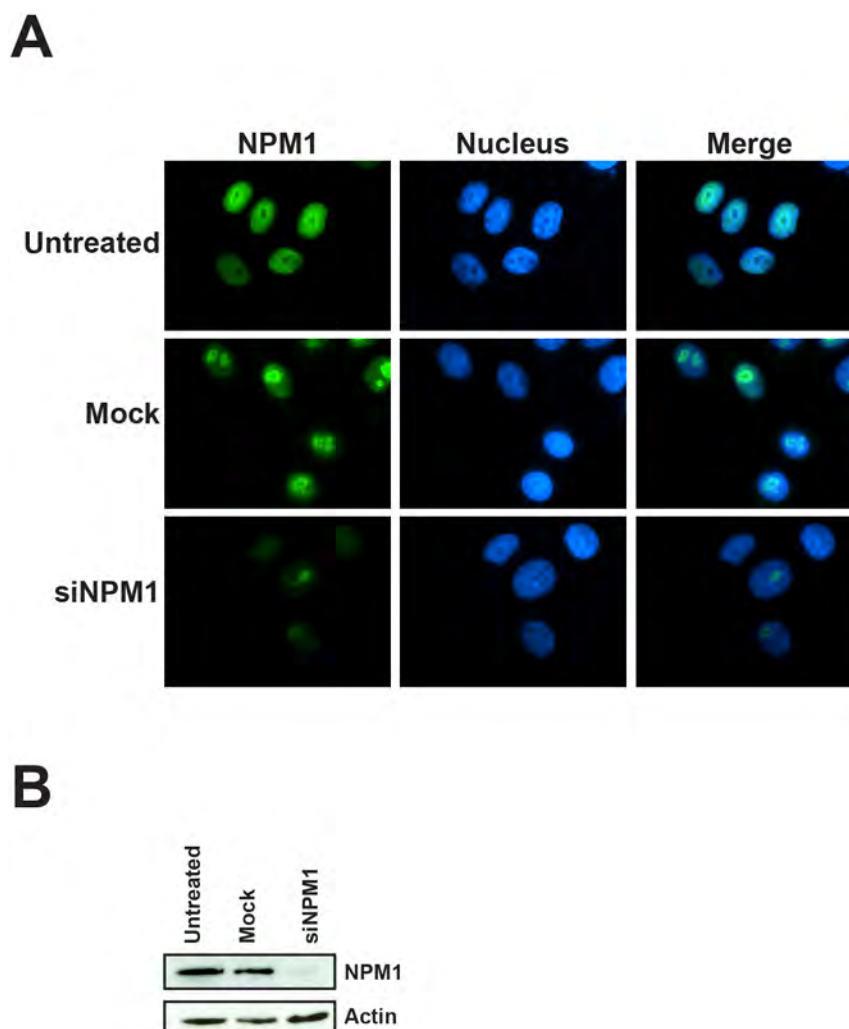 A
NPM1 Nucleus Merge
Untreated
Mock
siNPM1
B
Untreated Mock siNPM1
NPM1
Actin